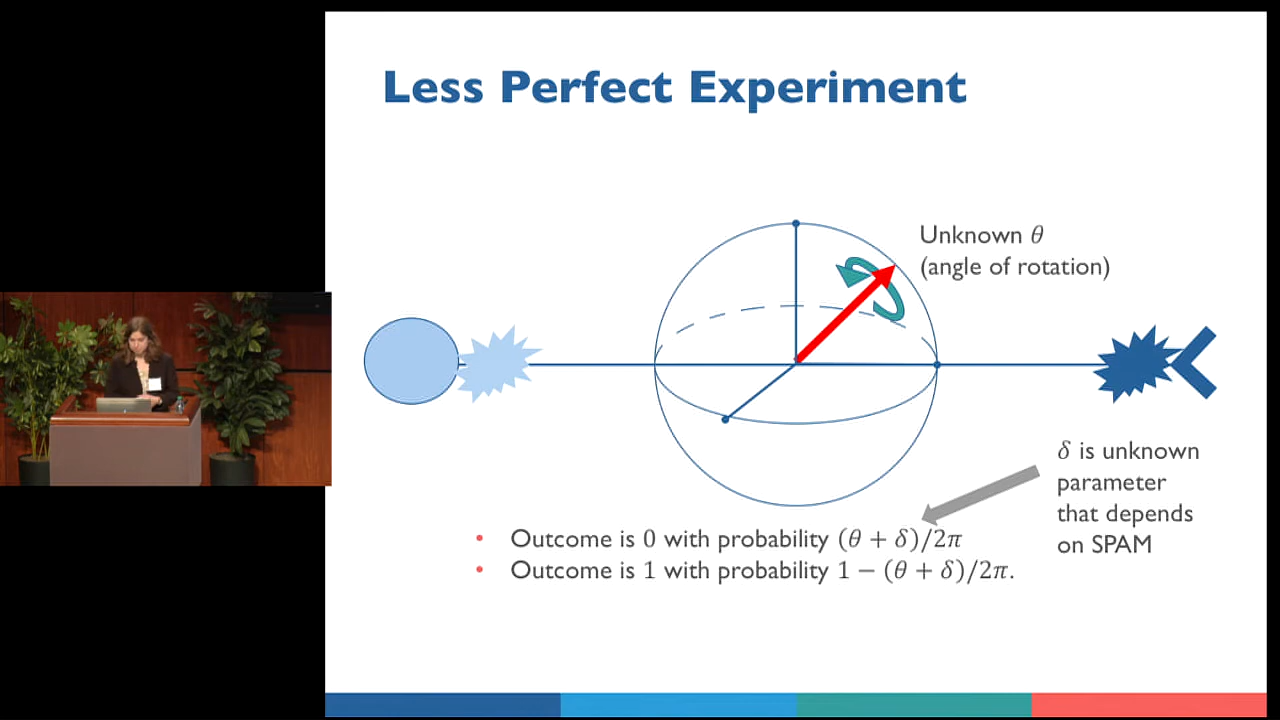 Less Perfect Experiment
Unknown θ
(angle of rotation)
δ is unknown
parameter
that depends
on SPAM
• Outcome is 0 with probability (θ + δ)/2π
• Outcome is 1 with probability 1 − (θ + δ)/2π.